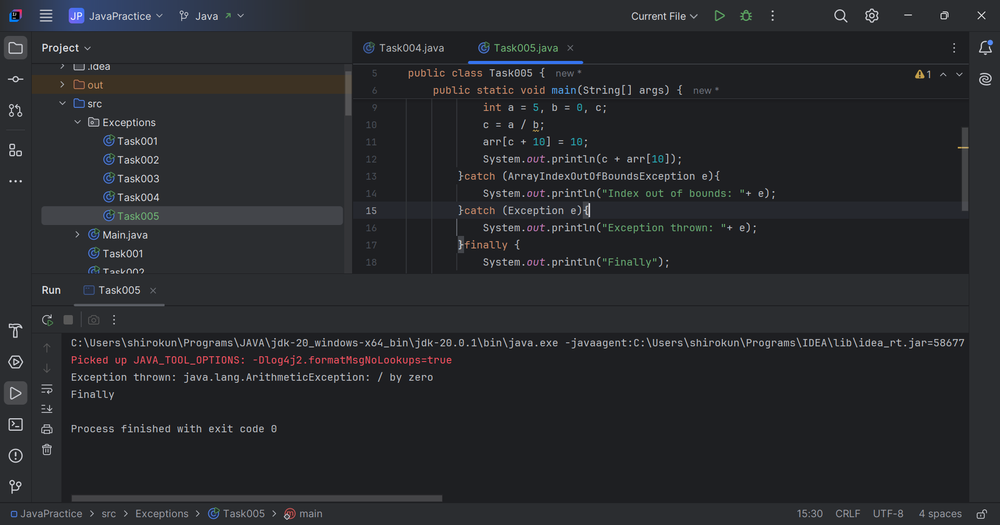 JP JavaPractice Java Current File
Project
.idea
out
src
Exceptions
Task001
Task002
Task003
Task004
Task005
Main.java
Task001
Task002
Task004.java Task005.java
5 public class Task005 { new *
6 public static void main(String[] args) { new *
1
9 int a = 5, b = 0, c;
10 c = a / b;
11 arr[c + 10] = 10;
12 System.out.println(c + arr[10]);
13 }catch (ArrayIndexOutOfBoundsException e){
14 System.out.println("Index out of bounds: "+ e);
15 }catch (Exception e){
16 System.out.println("Exception thrown: "+ e);
17 }finally {
18 System.out.println("Finally");
Run Task005
C:\Users\shirokun\Programs\JAVA\jdk-20_windows-x64_bin\jdk-20.0.1\bin\java.exe -javaagent:C:\Users\shirokun\Programs\IDEA\lib\idea_rt.jar=58677
Picked up JAVA_TOOL_OPTIONS: -Dlog4j2.formatMsgNoLookups=true
Exception thrown: java.lang.ArithmeticException: / by zero
Finally
Process finished with exit code 0
JavaPractice > src > Exceptions > Task005 > main 15:30 CRLF UTF-8 4 spaces